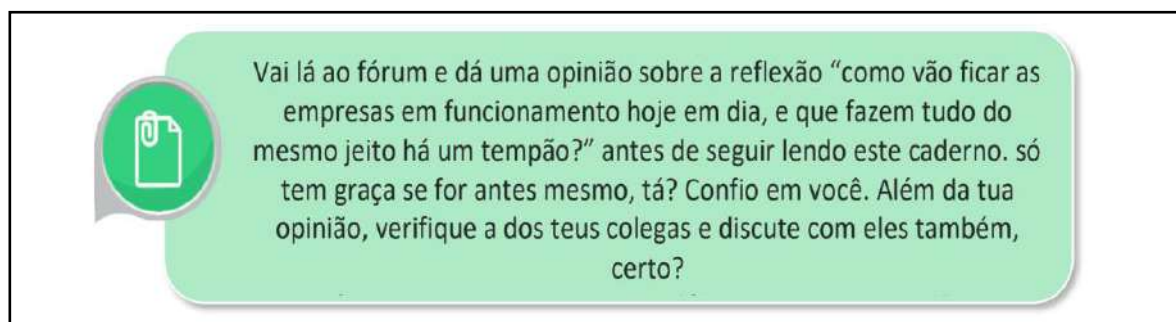 Vai lá ao fórum e dá uma opinião sobre a reflexão “como vão ficar as
empresas em funcionamento hoje em dia, e que fazem tudo do
mesmo jeito há um tempão?” antes de seguir lendo este caderno. só
tem graça se for antes mesmo, tá? Confio em você. Além da tua
opinião, verifique a dos teus colegas e discute com eles também,
certo?